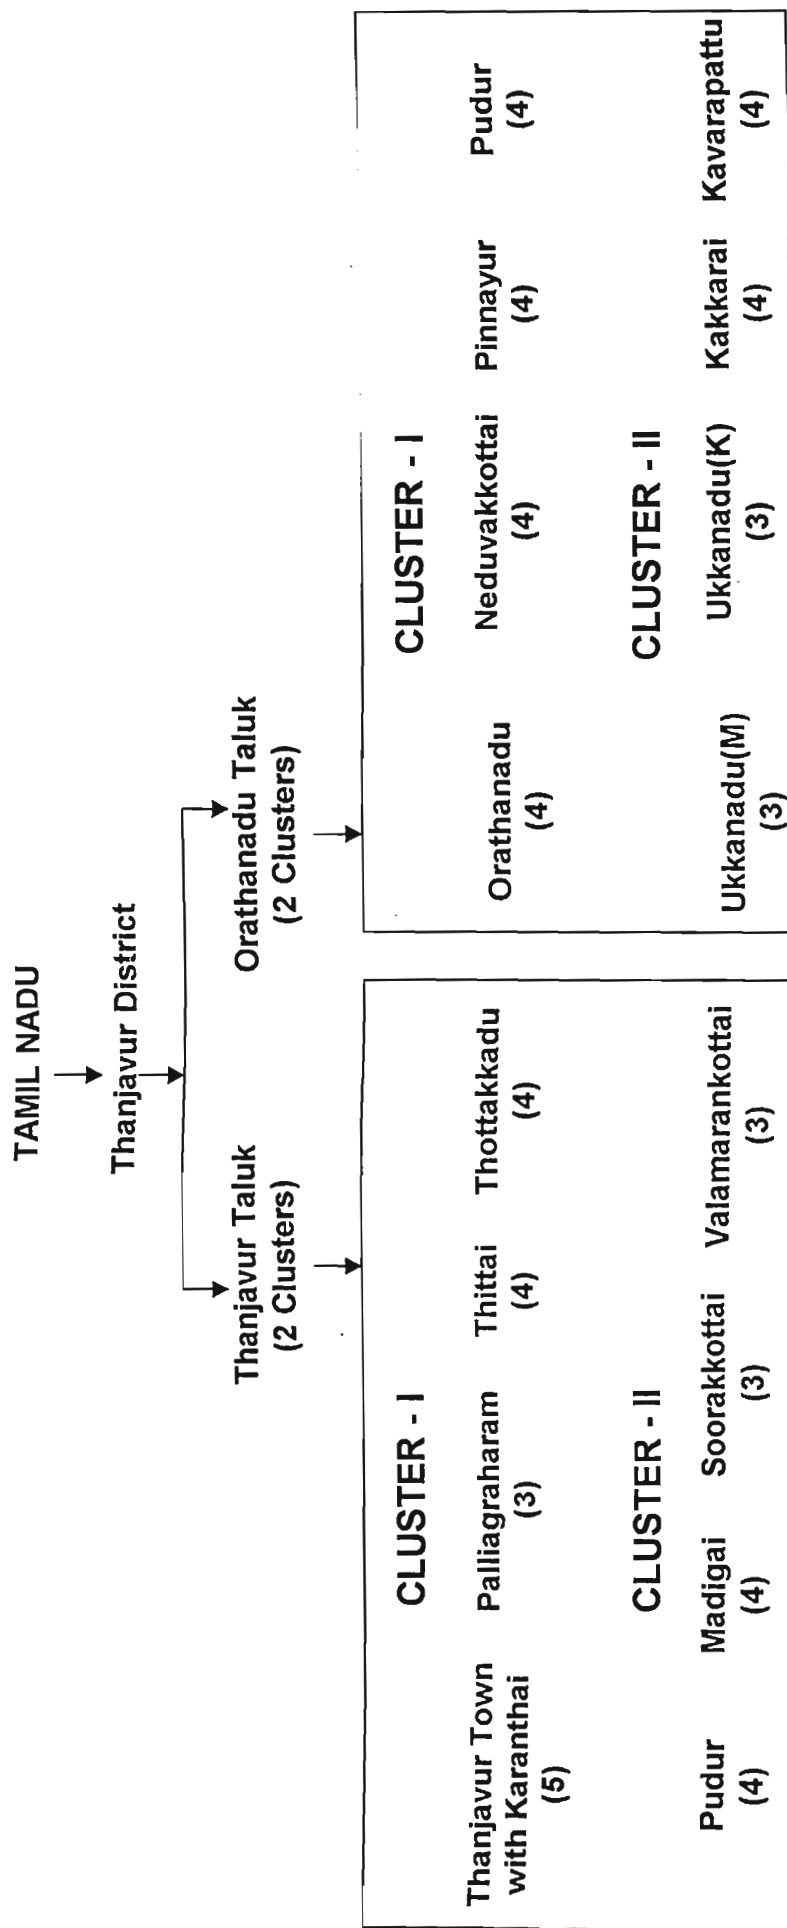 TAMIL NADU
Thanjavur District
Thanjavur Taluk
(2 Clusters)
Orathanadu Taluk
(2 Clusters)
CLUSTER - I
Thanjavur Town
with Karanthai
(5)
Palliagraharam
(3)
Thittai
(4)
Thottakkadu
(4)
CLUSTER - II
Pudur
(4)
Madigai
(4)
Soorakkottai
(3)
Valamarankottai
(3)
CLUSTER - I
Orathanadu
(4)
Neduvakkottai
(4)
Pinnayur
(4)
Pudur
(4)
CLUSTER - II
Ukkanadu(M)
(3)
Ukkanadu(K)
(3)
Kakkarai
(4)
Kavarapattu
(4)